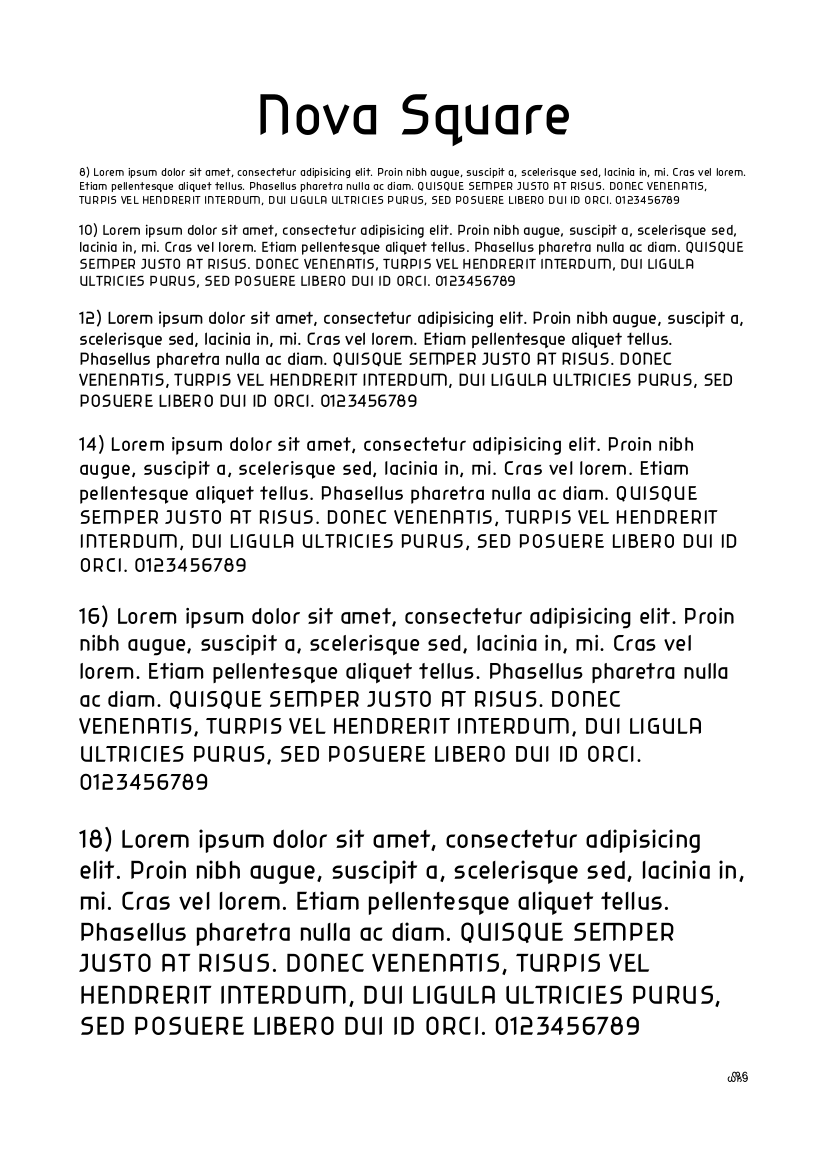 Nova Square
8) Lorem ipsum dolor sit amet, consectetur adipisicing elit. Proin nibh augue, suscipit a, scelerisque sed, lacinia in, mi. Cras vel lorem.
Etiam pellentesque aliquet tellus. Phasellus pharetra nulla ac diam. QUISQUE SEMPER JUSTO AT RISUS. DONEC VENENATIS,
TURPIS VEL HENDRERIT INTERDUM, DUI LIGULA ULTRICIES PURUS, SED POSUERE LIBERO DUI ID ORCI. 0123456789
10) Lorem ipsum dolor sit amet, consectetur adipisicing elit. Proin nibh augue, suscipit a, scelerisque sed,
lacinia in, mi. Cras vel lorem. Etiam pellentesque aliquet tellus. Phasellus pharetra nulla ac diam. QUISQUE
SEMPER JUSTO AT RISUS. DONEC VENENATIS, TURPIS VEL HENDRERIT INTERDUM, DUI LIGULA
ULTRICIES PURUS, SED POSUERE LIBERO DUI ID ORCI. 0123456789
12) Lorem ipsum dolor sit amet, consectetur adipisicing elit. Proin nibh augue, suscipit a,
scelerisque sed, lacinia in, mi. Cras vel lorem. Etiam pellentesque aliquet tellus.
Phasellus pharetra nulla ac diam. QUISQUE SEMPER JUSTO AT RISUS. DONEC
VENENATIS, TURPIS VEL HENDRERIT INTERDUM, DUI LIGULA ULTRICIES PURUS, SED
POSUERE LIBERO DUI ID ORCI. 0123456789
14) Lorem ipsum dolor sit amet, consectetur adipisicing elit. Proin nibh
augue, suscipit a, scelerisque sed, lacinia in, mi. Cras vel lorem. Etiam
pellentesque aliquet tellus. Phasellus pharetra nulla ac diam. QUISQUE
SEMPER JUSTO AT RISUS. DONEC VENENATIS, TURPIS VEL HENDRERIT
INTERDUM, DUI LIGULA ULTRICIES PURUS, SED POSUERE LIBERO DUI ID
ORCI. 0123456789
16) Lorem ipsum dolor sit amet, consectetur adipisicing elit. Proin
nibh augue, suscipit a, scelerisque sed, lacinia in, mi. Cras vel
lorem. Etiam pellentesque aliquet tellus. Phasellus pharetra nulla
ac diam. QUISQUE SEMPER JUSTO AT RISUS. DONEC
VENENATIS, TURPIS VEL HENDRERIT INTERDUM, DUI LIGULA
ULTRICIES PURUS, SED POSUERE LIBERO DUI ID ORCI.
0123456789
18) Lorem ipsum dolor sit amet, consectetur adipisicing
elit. Proin nibh augue, suscipit a, scelerisque sed, lacinia in,
mi. Cras vel lorem. Etiam pellentesque aliquet tellus.
Phasellus pharetra nulla ac diam. QUISQUE SEMPER
JUSTO AT RISUS. DONEC VENENATIS, TURPIS VEL
HENDRERIT INTERDUM, DUI LIGULA ULTRICIES PURUS,
SED POSUERE LIBERO DUI ID ORCI. 0123456789